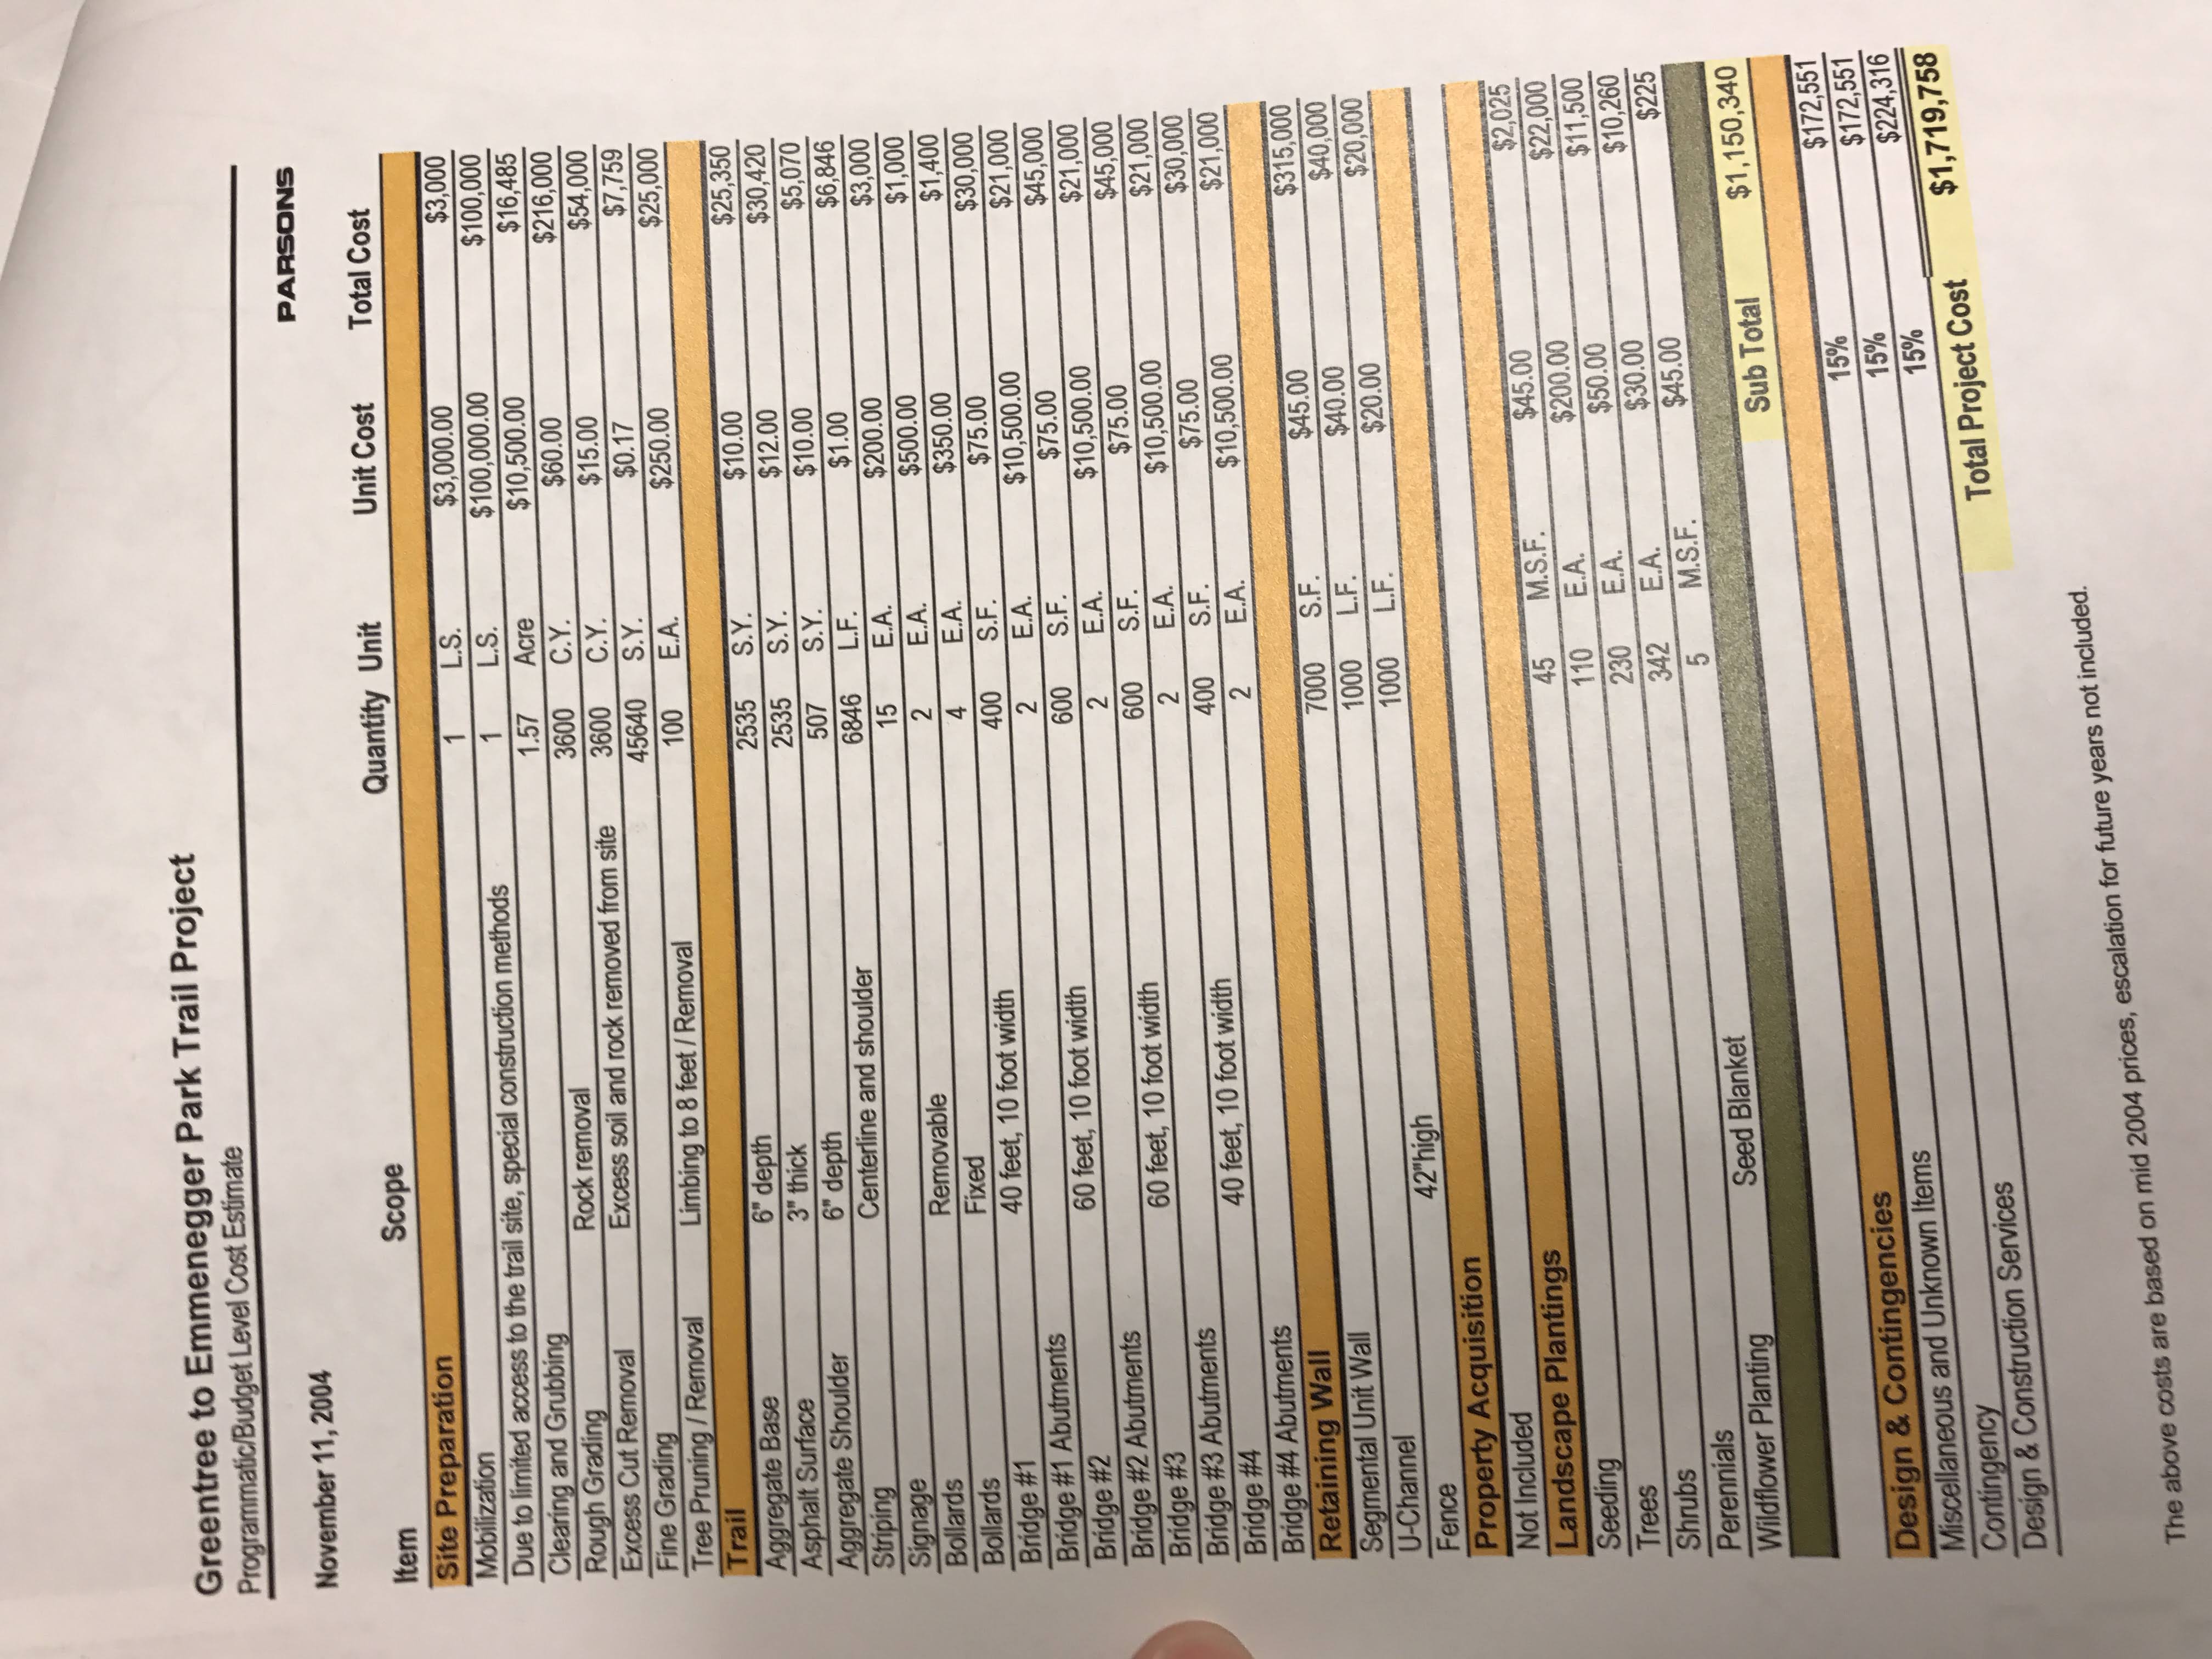 Greentree to Emmenegger Park Trail Project
Programmatic/Budget Level Cost Estimate
PARSONS
November 11, 2004
Item Scope Quantity Unit Unit Cost Total Cost
Site Preparation
Mobilization 1 L.S. $3,000.00 $3,000
Due to limited access to the trail site, special construction methods 1 L.S. $100,000.00 $100,000
Clearing and Grubbing 1.57 Acre $10,500.00 $16,485
Rough Grading Rock removal 3600 C.Y. $60.00 $216,000
Excess Cut Removal Excess soil and rock removed from site 3600 C.Y. $15.00 $54,000
Fine Grading 45640 S.Y. $0.17 $7,759
Tree Pruning / Removal Limbing to 8 feet / Removal 100 E.A. $250.00 $25,000
Trail
Aggregate Base 6" depth 2535 S.Y. $10.00 $25,350
Asphalt Surface 3" thick 2535 S.Y. $12.00 $30,420
Aggregate Shoulder 6" depth 507 S.Y. $10.00 $5,070
Striping Centerline and shoulder 6846 L.F. $1.00 $6,846
Signage 15 E.A. $200.00 $3,000
Bollards Removable 2 E.A. $500.00 $1,000
Bollards Fixed 4 E.A. $350.00 $1,400
Bridge #1 40 feet, 10 foot width 400 S.F. $75.00 $30,000
Bridge #1 Abutments 2 E.A. $10,500.00 $21,000
Bridge #2 60 feet, 10 foot width 600 S.F. $75.00 $45,000
Bridge #2 Abutments 2 E.A. $10,500.00 $21,000
Bridge #3 60 feet, 10 foot width 600 S.F. $75.00 $45,000
Bridge #3 Abutments 2 E.A. $10,500.00 $21,000
Bridge #4 40 feet, 10 foot width 400 S.F. $75.00 $30,000
Bridge #4 Abutments 2 E.A. $10,500.00 $21,000
Retaining Wall
Segmental Unit Wall 7000 S.F. $45.00 $315,000
U-Channel 1000 L.F. $40.00 $40,000
Fence 42"high 1000 L.F. $20.00 $20,000
Property Acquisition
Not Included
Landscape Plantings
Seeding 45 M.S.F. $45.00 $2,025
Trees 110 E.A. $200.00 $22,000
Shrubs 230 E.A. $50.00 $11,500
Perennials 342 E.A. $30.00 $10,260
Wildflower Planting Seed Blanket 5 M.S.F. $45.00 $225
Sub Total $1,150,340
Design & Contingencies
Miscellaneous and Unknown Items 15% $172,551
Contingency 15% $172,551
Design & Construction Services 15% $224,316
Total Project Cost $1,719,758
The above costs are based on mid 2004 prices, escalation for future years not included.